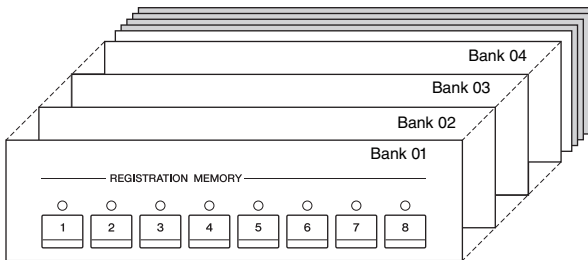 Bank 04
Bank 03
Bank 02
Bank 01
REGISTRATION MEMORY
1 2 3 4 5 6 7 8